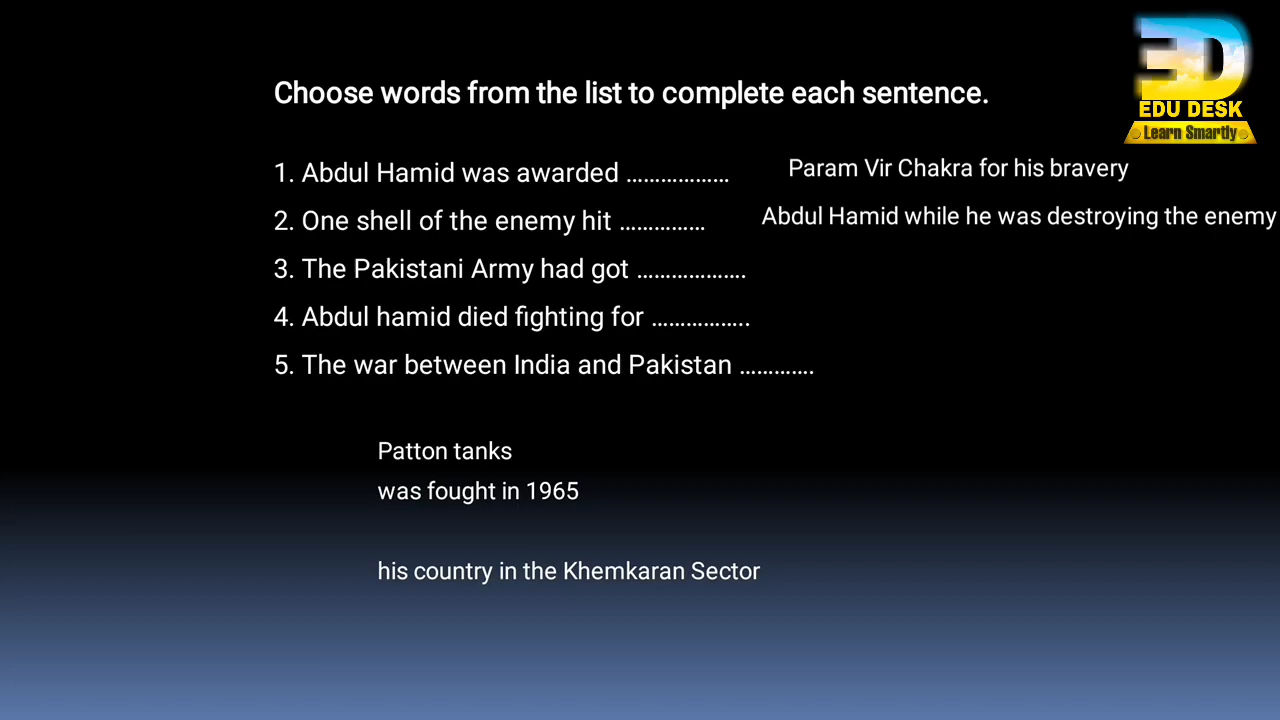 ED
EDU DESK
Learn Smartly
Choose words from the list to complete each sentence.
1. Abdul Hamid was awarded ……………… Param Vir Chakra for his bravery
2. One shell of the enemy hit …………… Abdul Hamid while he was destroying the enemy
3. The Pakistani Army had got ……………….
4. Abdul hamid died fighting for ……………..
5. The war between India and Pakistan ………….
Patton tanks
was fought in 1965
his country in the Khemkaran Sector